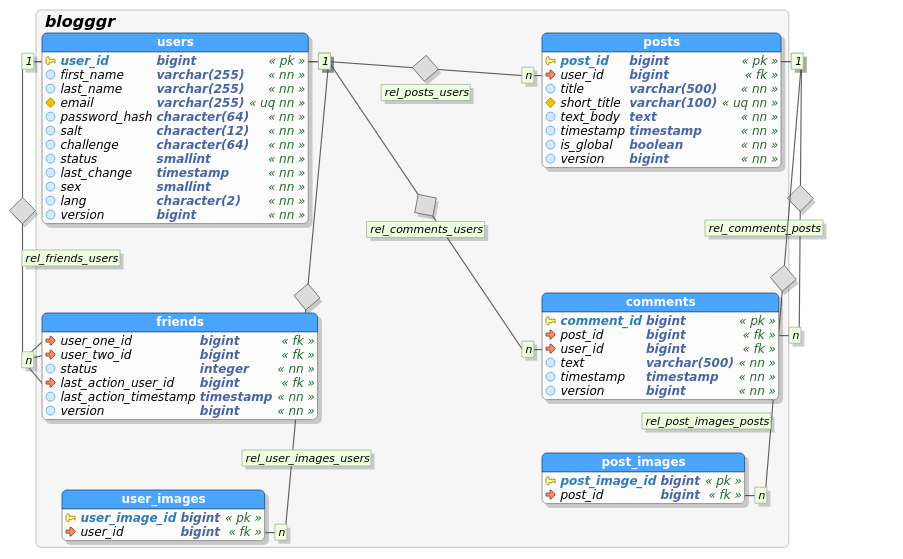 blogggr
users
user_id bigint « pk »
first_name varchar(255) « nn »
last_name varchar(255) « nn »
email varchar(255) « uq nn »
password_hash character(64) « nn »
salt character(12) « nn »
challenge character(64) « nn »
status smallint « nn »
last_change timestamp « nn »
sex smallint « nn »
lang character(2) « nn »
version bigint « nn »
1
1
rel_posts_users
n
posts
post_id bigint « pk »
user_id bigint « fk »
title varchar(500) « nn »
short_title varchar(100) « uq nn »
text_body text « nn »
timestamp timestamp « nn »
is_global boolean « nn »
version bigint « nn »
1
rel_comments_users
rel_comments_posts
rel_friends_users
friends
user_one_id bigint « fk »
user_two_id bigint « fk »
status integer « nn »
last_action_user_id bigint « fk »
last_action_timestamp timestamp « nn »
version bigint « nn »
n
n
comments
comment_id bigint « pk »
post_id bigint « fk »
user_id bigint « fk »
text varchar(500) « nn »
timestamp timestamp « nn »
version bigint « nn »
n
rel_post_images_posts
rel_user_images_users
post_images
post_image_id bigint « pk »
post_id bigint « fk »
n
user_images
user_image_id bigint « pk »
user_id bigint « fk »
n